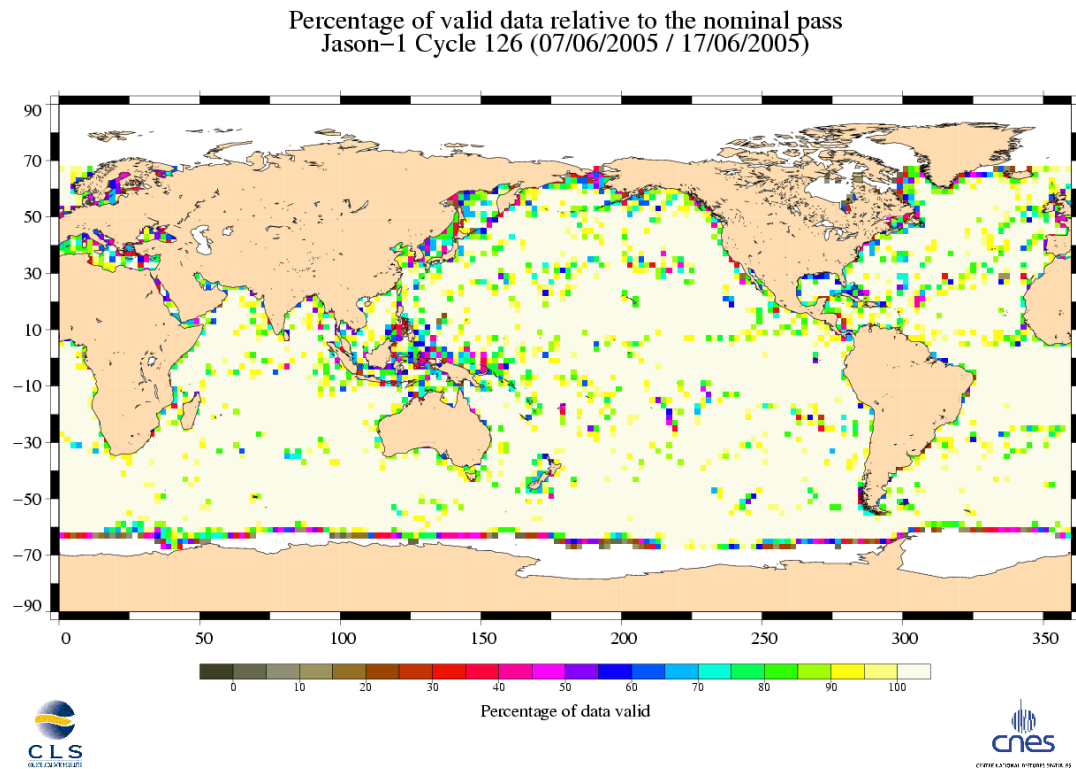 Percentage of valid data relative to the nominal pass
Jason−1 Cycle 126 (07/06/2005 / 17/06/2005)
90
70
50
30
10
−10
−30
−50
−70
−90
0 50 100 150 200 250 300 350
0 10 20 30 40 50 60 70 80 90 100
Percentage of data valid
CLS
cnes